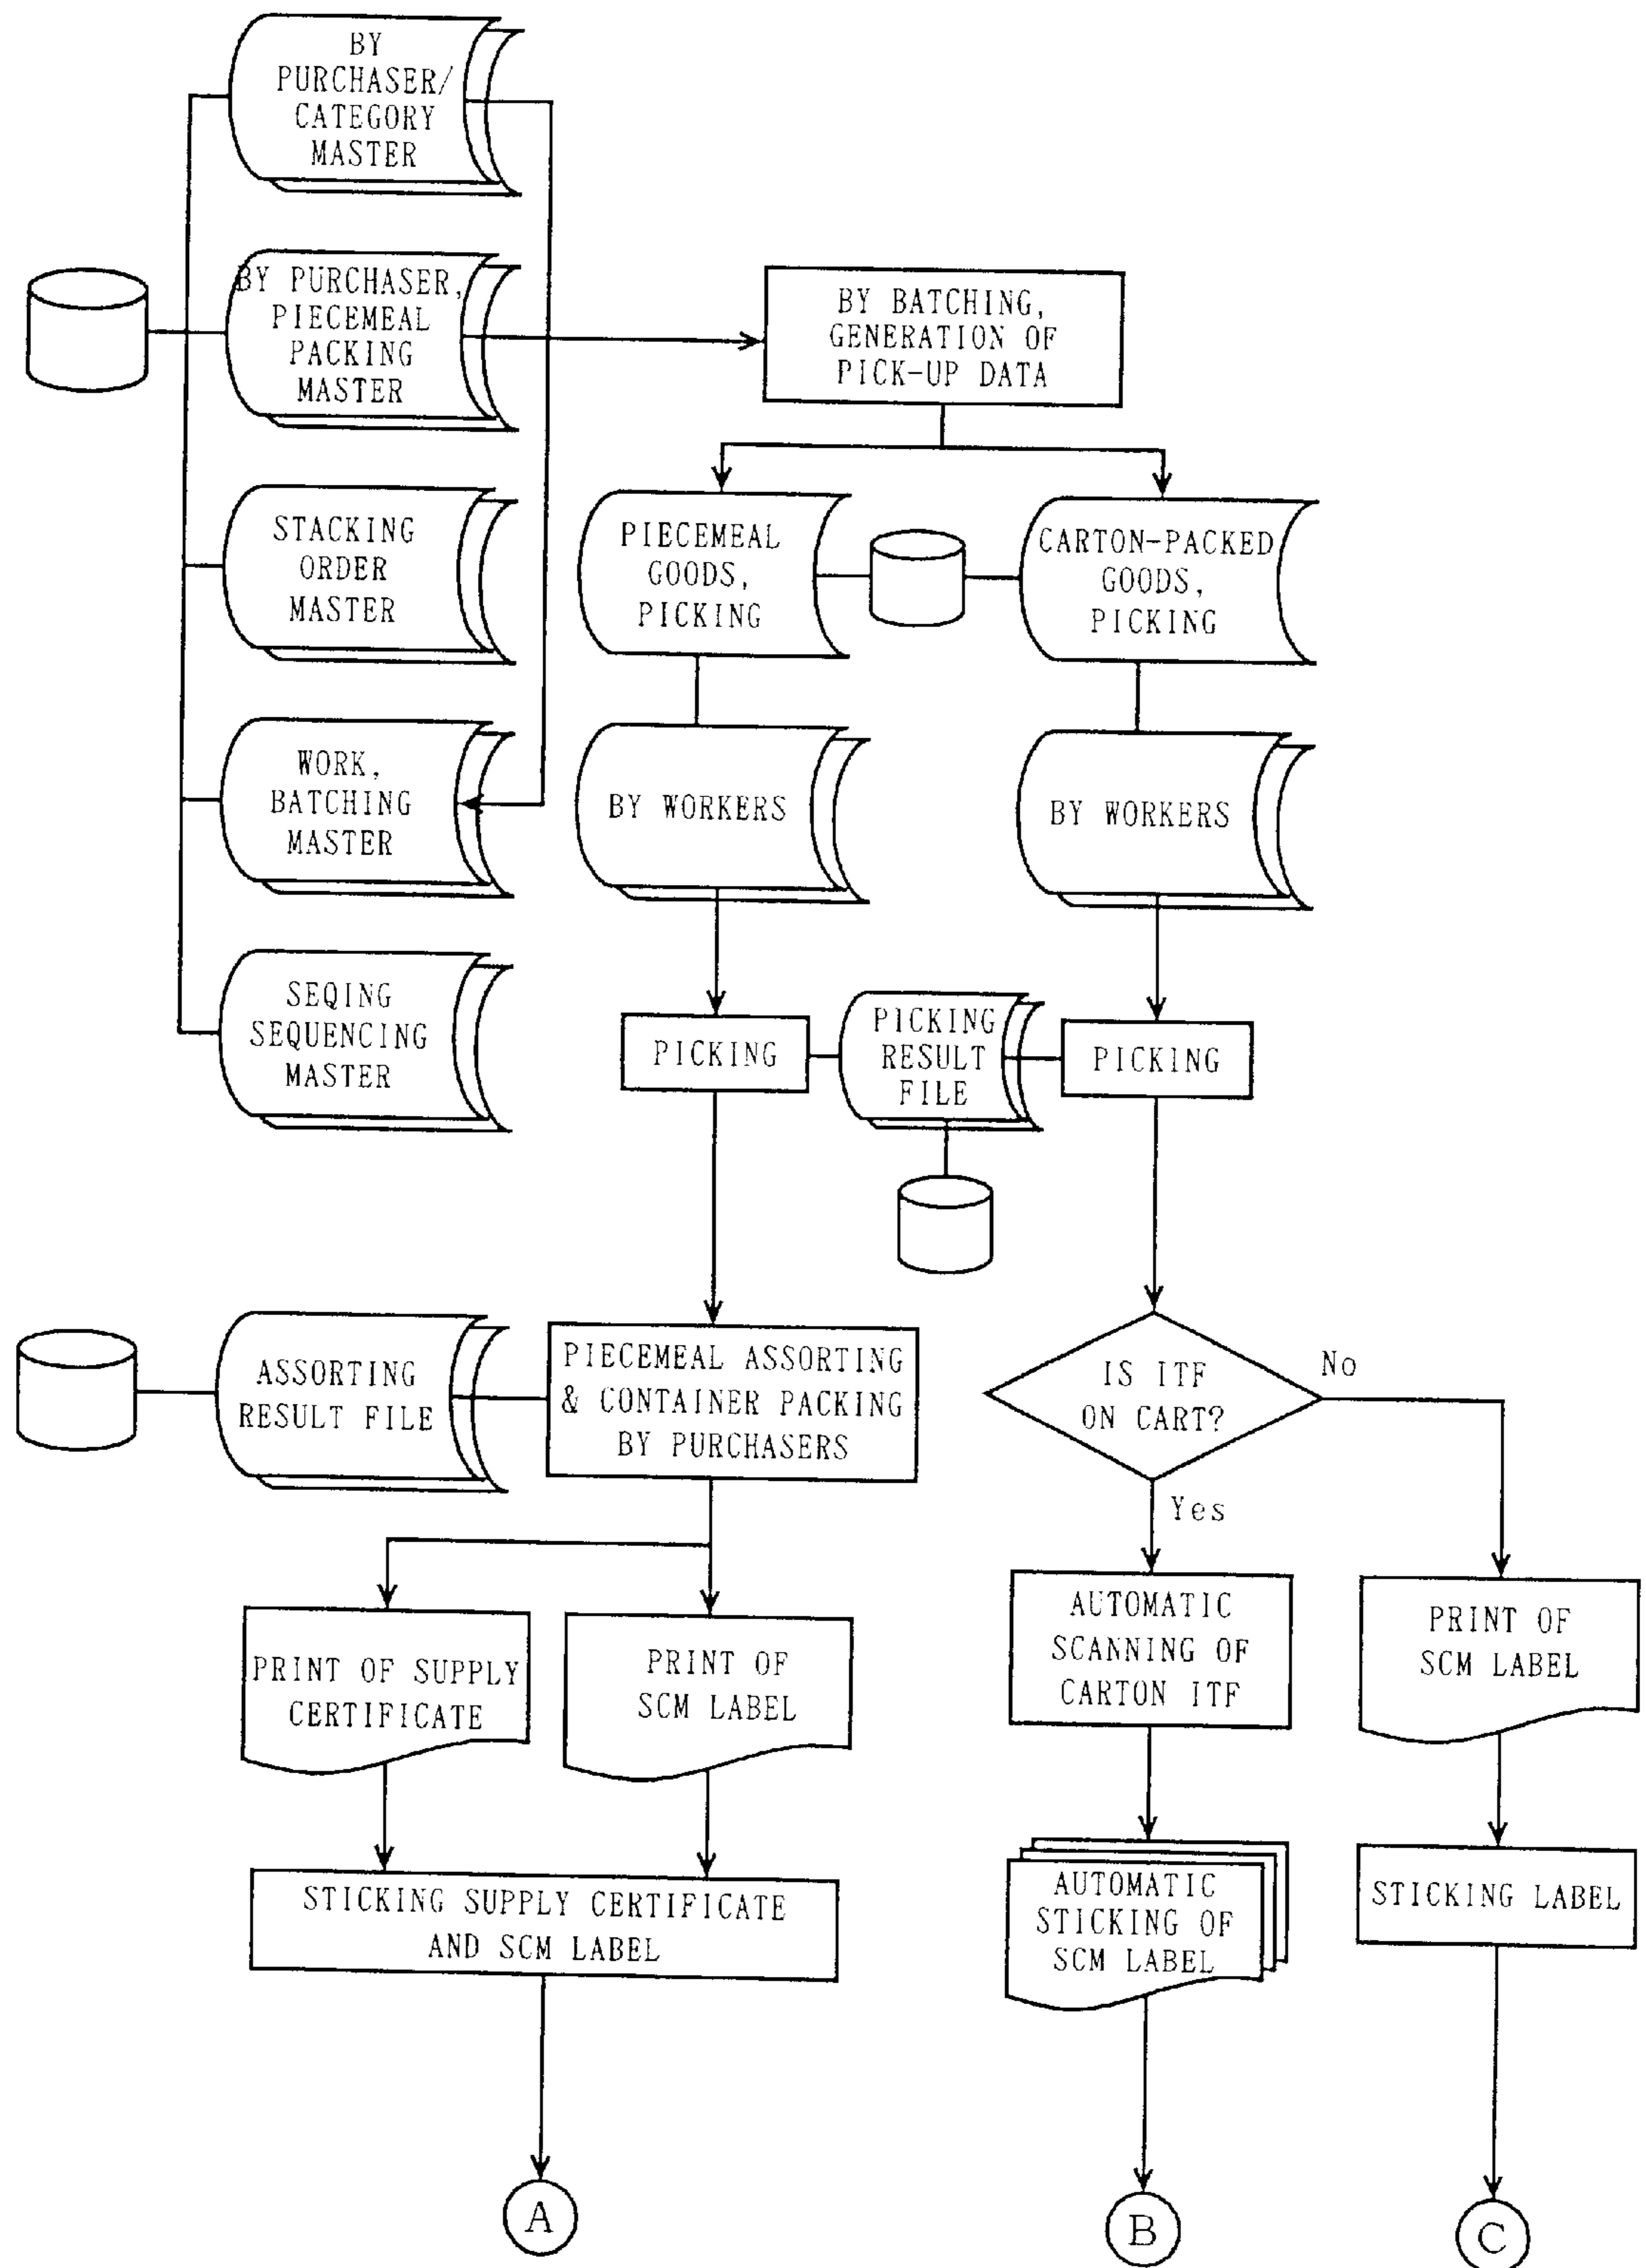 BY
PURCHASER/
CATEGORY
MASTER
BY PURCHASER,
PIECEMEAL
PACKING
MASTER
BY BATCHING,
GENERATION OF
PICK-UP DATA
STACKING
ORDER
MASTER
PIECEMEAL
GOODS,
PICKING
CARTON-PACKED
GOODS,
PICKING
WORK,
BATCHING
MASTER
BY WORKERS
BY WORKERS
SEQING
SEQUENCING
MASTER
PICKING
PICKING
RESULT
FILE
PICKING
ASSORTING
RESULT FILE
PIECEMEAL ASSORTING
& CONTAINER PACKING
BY PURCHASERS
IS ITF
ON CART?
No
Yes
PRINT OF SUPPLY
CERTIFICATE
PRINT OF
SCM LABEL
AUTOMATIC
SCANNING OF
CARTON ITF
PRINT OF
SCM LABEL
STICKING SUPPLY CERTIFICATE
AND SCM LABEL
AUTOMATIC
STICKING OF
SCM LABEL
STICKING LABEL
A
B
C